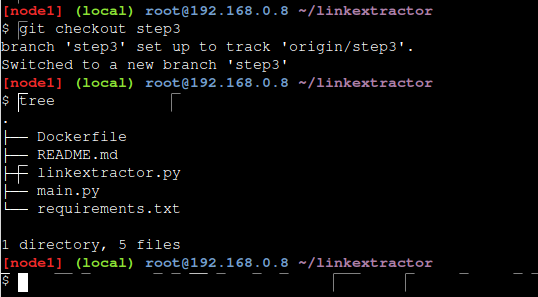 [node1] (local) root@192.168.0.8 ~/linkextractor
$ git checkout step3
branch 'step3' set up to track 'origin/step3'.
Switched to a new branch 'step3'
[node1] (local) root@192.168.0.8 ~/linkextractor
$ tree
.
├── Dockerfile
├── README.md
├── linkextractor.py
├── main.py
└── requirements.txt
1 directory, 5 files
[node1] (local) root@192.168.0.8 ~/linkextractor
$